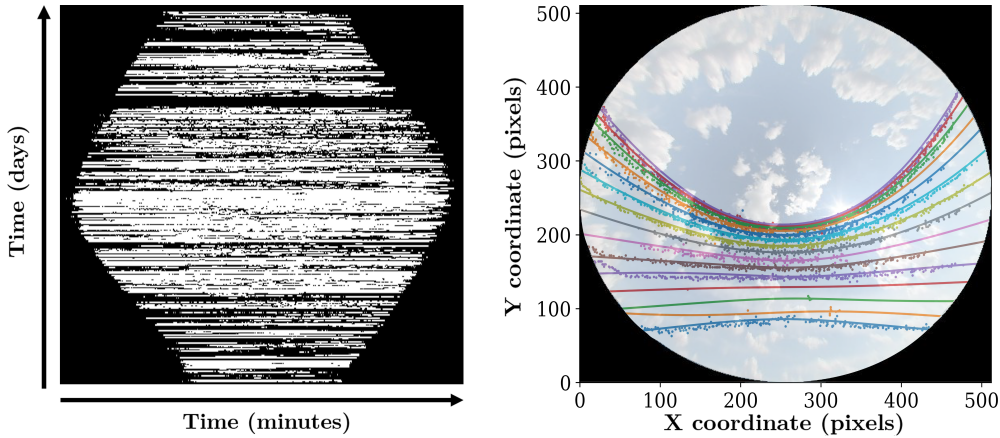 Time (days)
Time (minutes)
Y coordinate (pixels)
500
400
300
200
100
0
0 100 200 300 400 500
X coordinate (pixels)